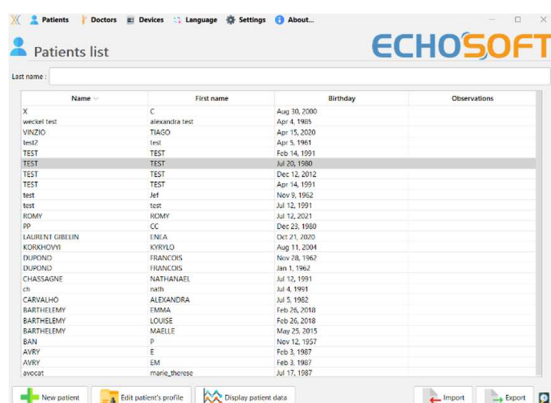 Patients Doctors Devices Language Settings About...
ECHOSOFT
Patients list
Last name :
Name First name Birthday Observations
X C Aug 30, 2000
weckel test alexandra test Apr 4, 1985
VINZIO TIAGO Apr 15, 2020
test2 test Apr 5, 1961
TEST TEST Feb 14, 1991
TEST TEST Jul 20, 1980
TEST TEST Dec 12, 2012
TEST TEST Apr 14, 1991
test Jef Nov 9, 1962
test test Jul 12, 1991
ROMY ROMY Jul 12, 2021
PP CC Dec 23, 1980
LAURENT GIBELIN ENEA Oct 21, 2020
KORKHOVYI KYRYLO Aug 11, 2004
DUPOND FRANCOIS Nov 28, 1962
DUPOND FRANCOIS Jan 1, 1962
CHASSAGNE NATHANAEL Jul 12, 1991
ch nath Jul 4, 1991
CARVALHO ALEXANDRA Jul 5, 1982
BARTHELEMY EMMA Feb 26, 2018
BARTHELEMY LOUISE Feb 26, 2018
BARTHELEMY MAELLE May 25, 2015
BAN P Nov 12, 1957
AVRY E Feb 3, 1987
AVRY EM Feb 3, 1987
avocat marie_therese Jul 17, 1987
New patient Edit patient's profile Display patient data Import Export